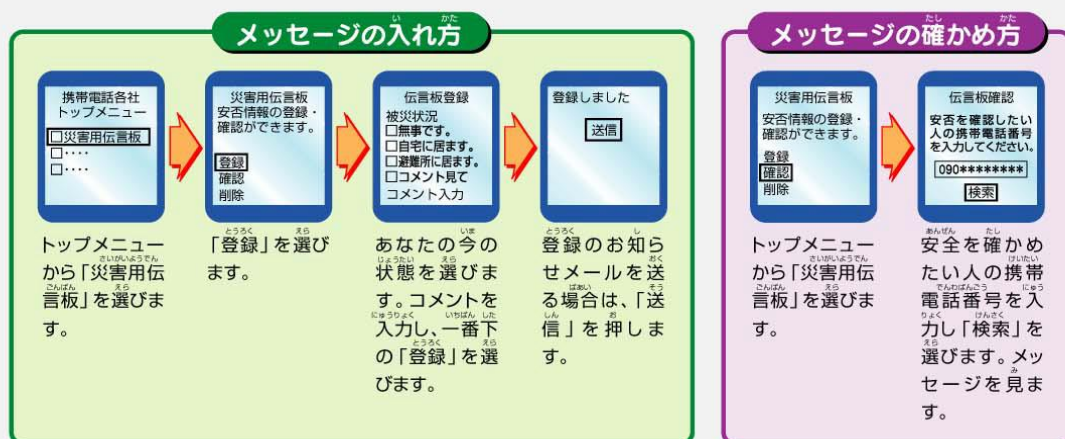 メッセージの入れ方
携帯電話各社
トップメニュー
□災害用伝言板
□‥‥
□‥‥
トップメニュー
から「災害用伝
言板」を選びま
す。
災害用伝言板
安否情報の登録・
確認ができます。
登録
確認
削除
「登録」を選び
ます。
伝言板登録
被災状況
□無事です。
□自宅に居ます。
□避難所に居ます。
□コメント見て
コメント入力
あなたの今の
状態を選びま
す。コメントを
入力し、一番下
の「登録」を選
びます。
登録しました
送信
登録のお知ら
せメールを送
る場合は、「送
信」を押しま
す。
メッセージの確かめ方
災害用伝言板
安否情報の登録・
確認ができます。
登録
確認
削除
トップメニュー
から「災害用伝
言板」を選びま
す。
伝言板確認
安否を確認したい
人の携帯電話番号
を入力してください。
090********
検索
安全を確かめ
たい人の携帯
電話番号を入
力し「検索」を
選びます。メッ
セージを見ま
す。